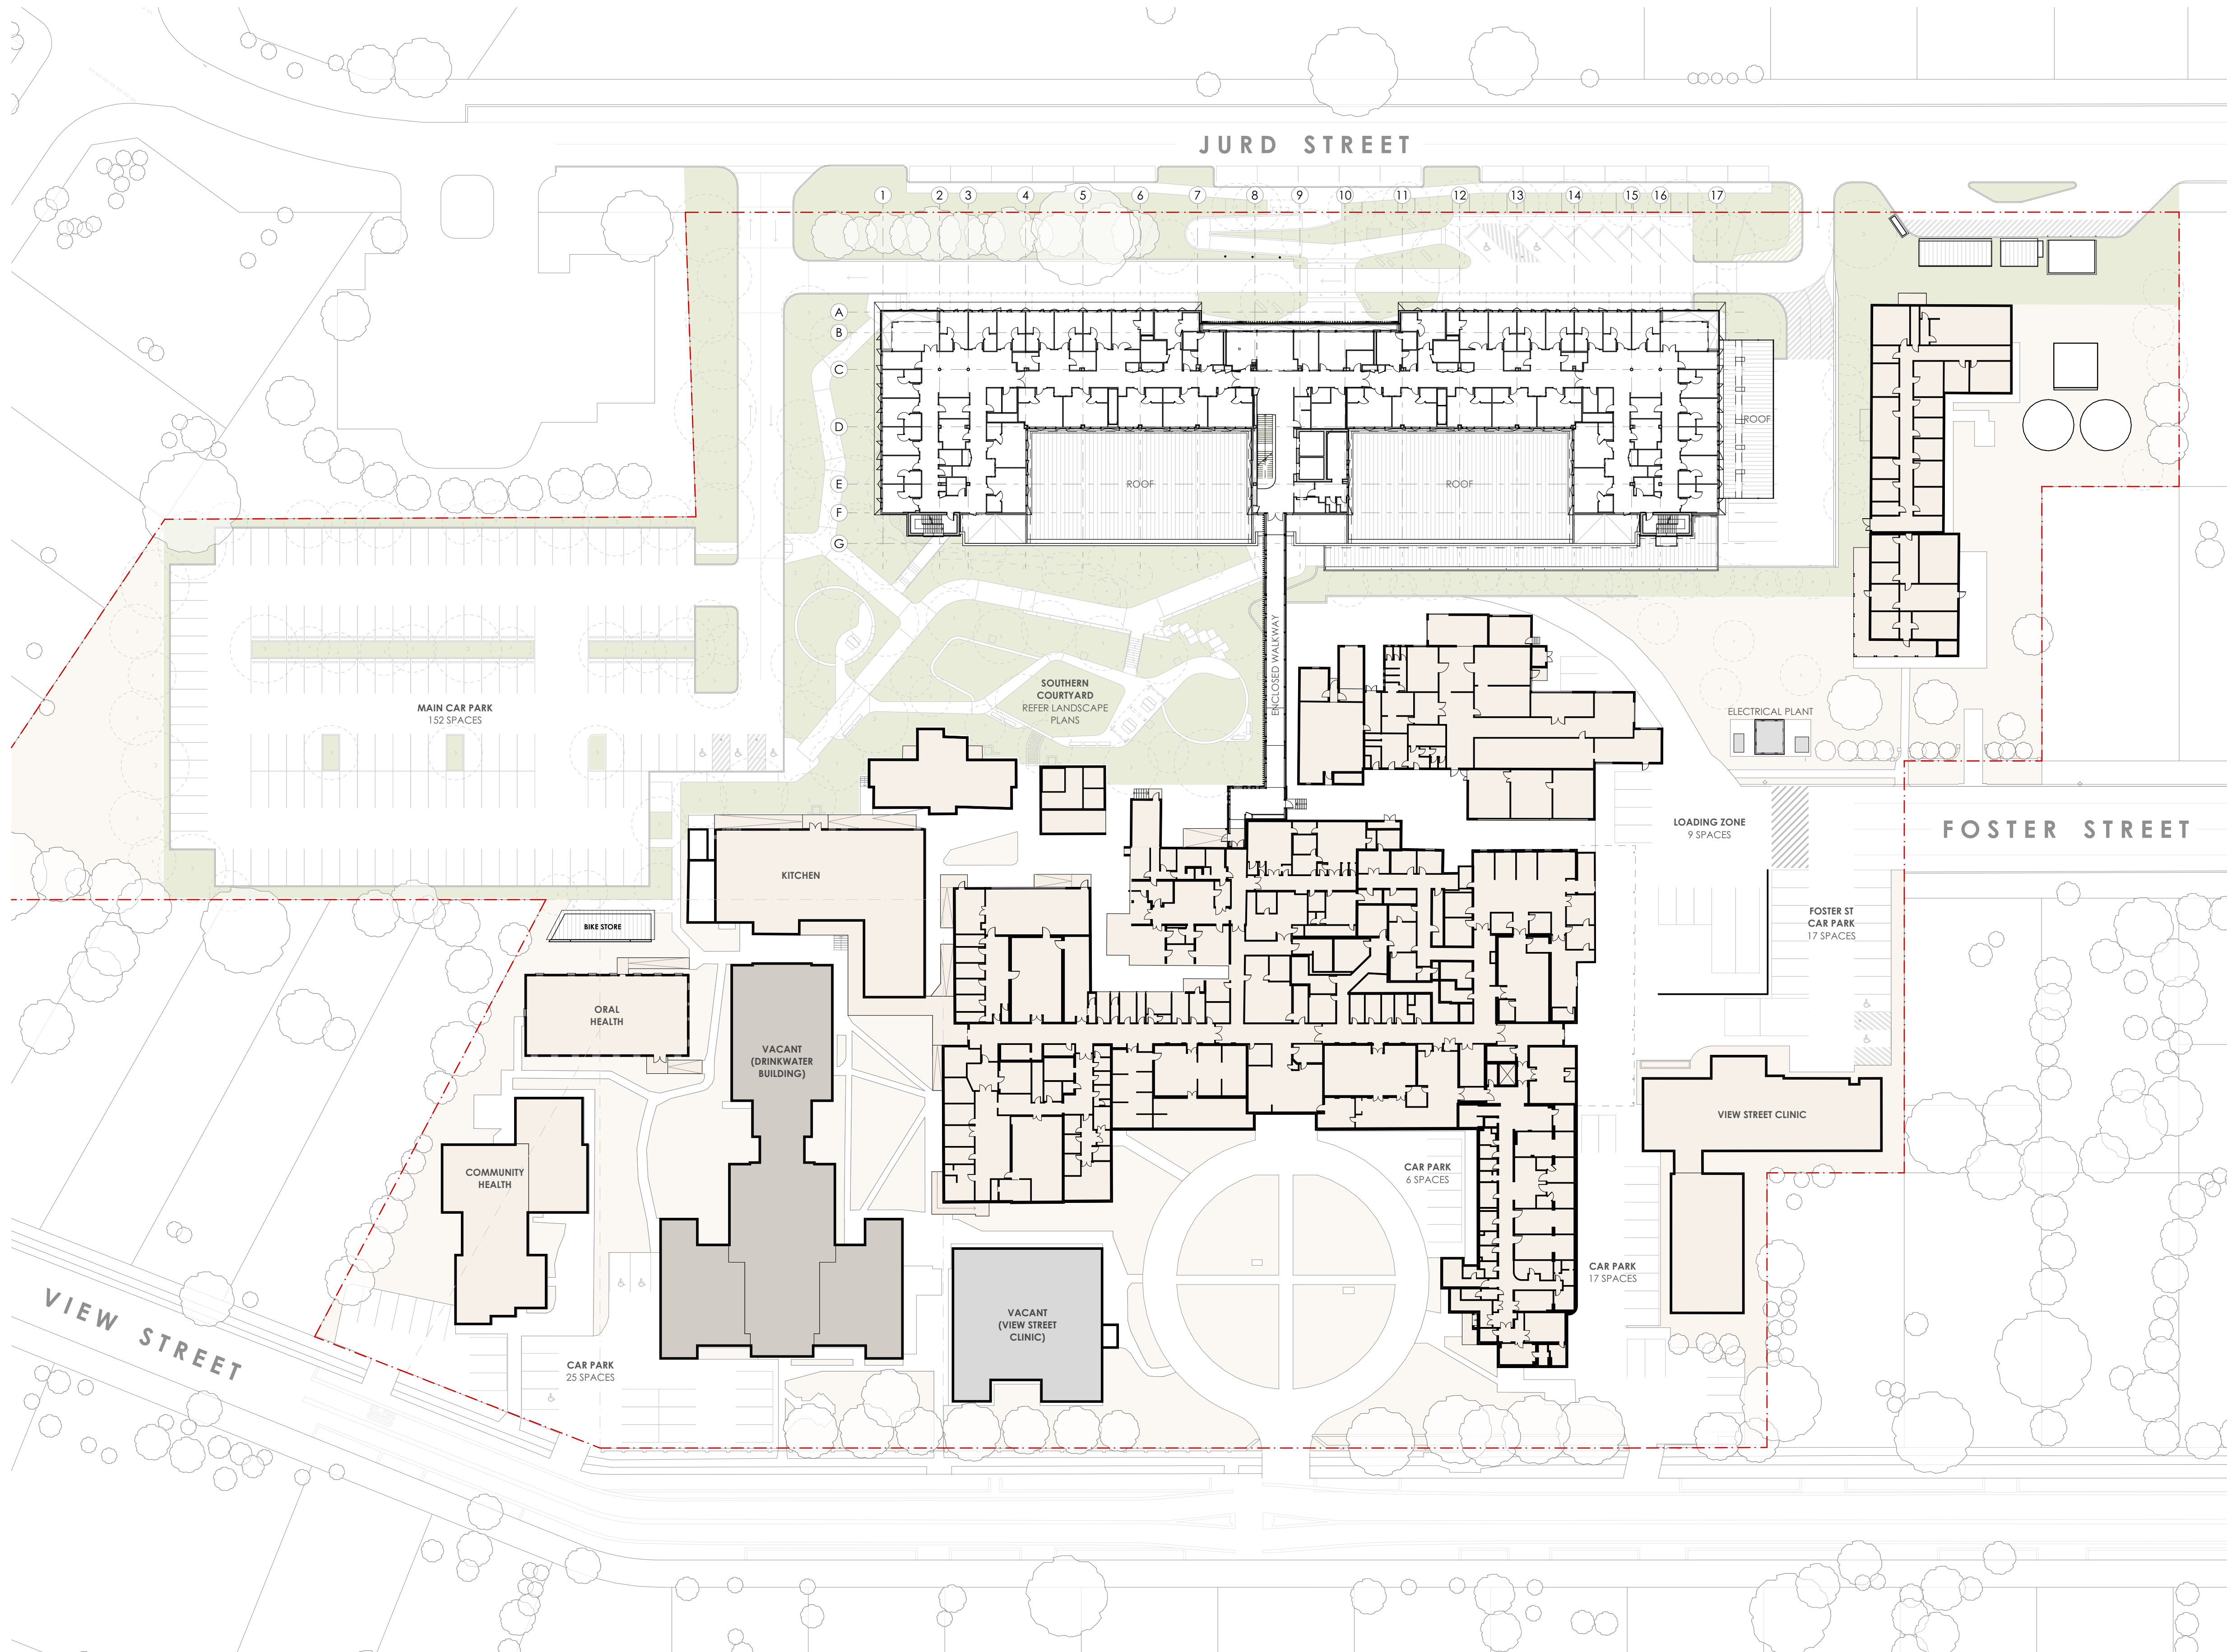 JURD STREET
1 2 3 4 5 6 7 8 9 10 11 12 13 14 15 16 17
A
B
C
D
E
F
G
ROOF
ROOF
ROOF
ENCLOSED WALKWAY
SOUTHERN
COURTYARD
REFER LANDSCAPE
PLANS
MAIN CAR PARK
152 SPACES
ELECTRICAL PLANT
LOADING ZONE
9 SPACES
FOSTER STREET
KITCHEN
BIKE STORE
FOSTER ST
CAR PARK
17 SPACES
ORAL
HEALTH
VACANT
(DRINKWATER
BUILDING)
VIEW STREET CLINIC
COMMUNITY
HEALTH
CAR PARK
6 SPACES
CAR PARK
17 SPACES
VACANT
(VIEW STREET
CLINIC)
VIEW STREET
CAR PARK
25 SPACES